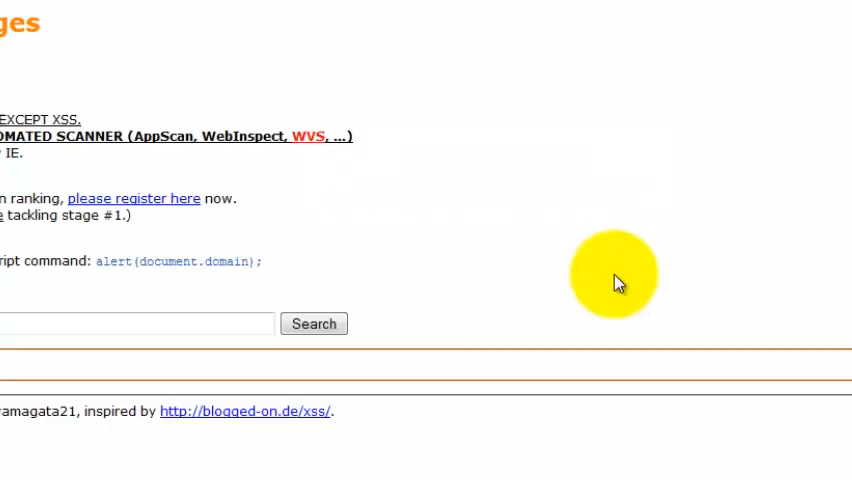 ges
EXCEPT XSS.
OMATED SCANNER (AppScan, WebInspect, WVS, ...)
IE.
n ranking, please register here now.
e tackling stage #1.)
ript command: alert(document.domain);
Search
yamagata21, inspired by http://blogged-on.de/xss/.